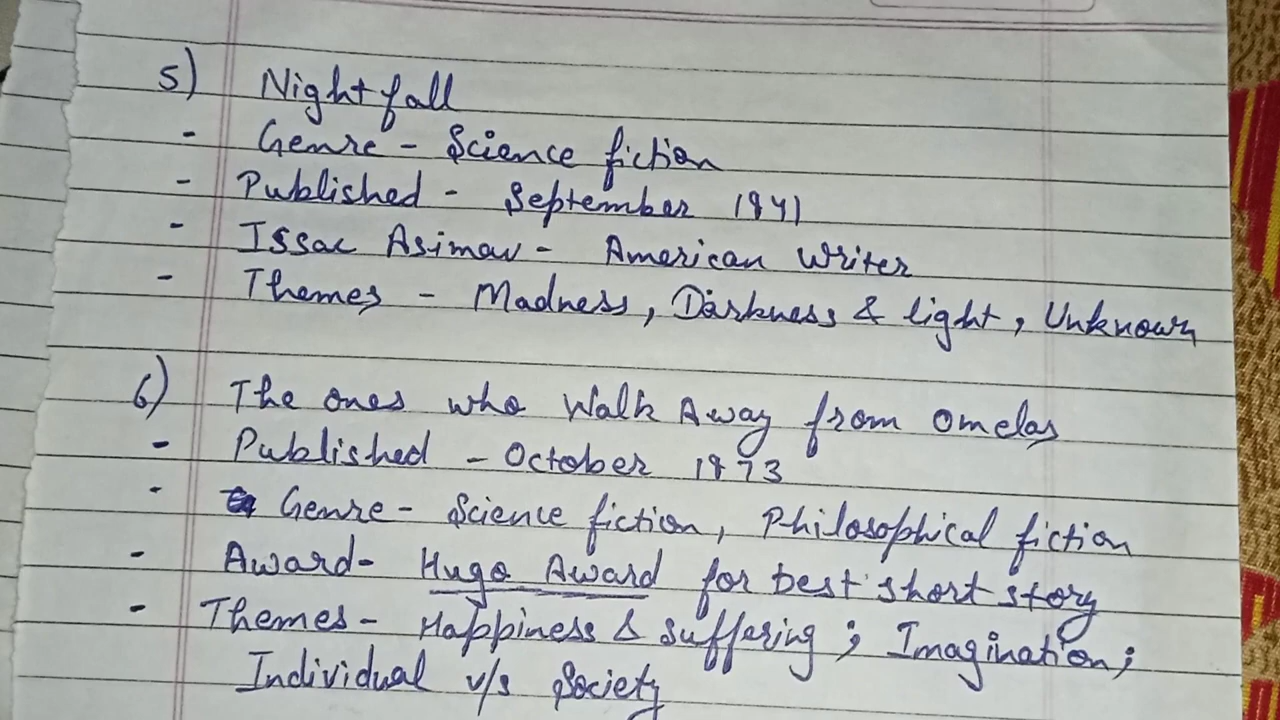 5) Nightfall
- Genre - Science fiction
- Published - September 1941
- Issac Asimov - American writer
- Themes - Madness, Darkness & light, Unknown
6) The ones who Walk Away from Omelas
- Published - October 1973
- Genre - Science fiction, Philosophical fiction
- Award - Hugo Award for best short story
- Themes - Happiness & suffering; Imagination;
Individual v/s Society